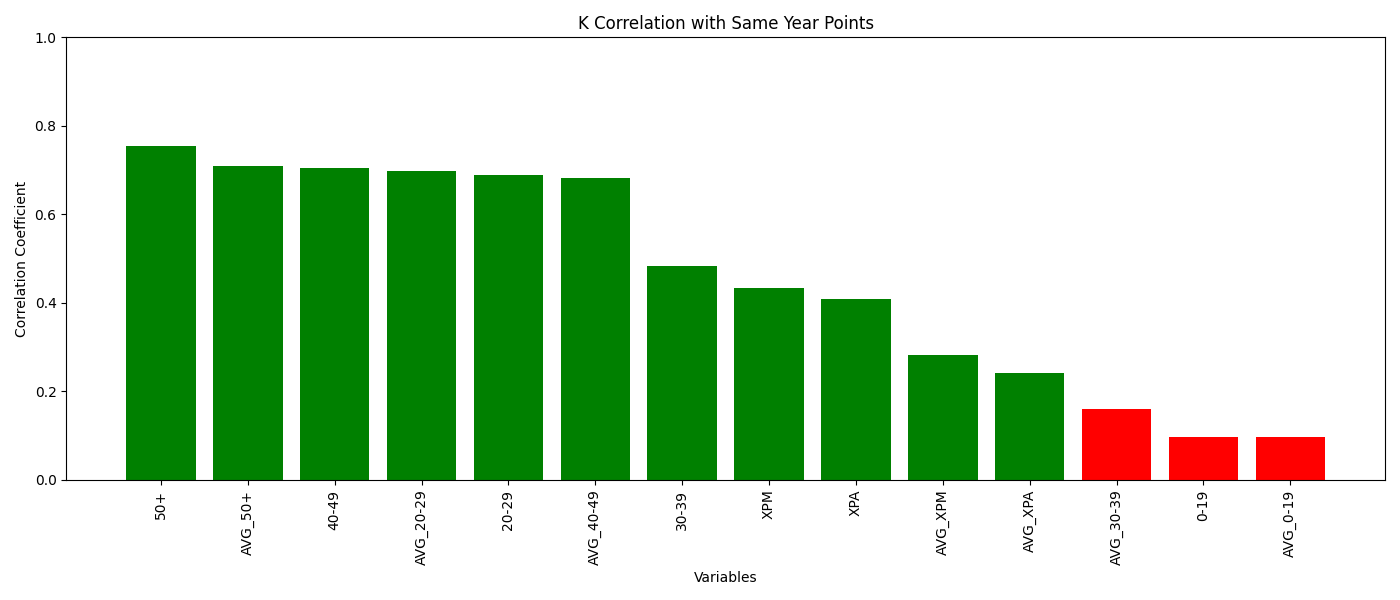 K Correlation with Same Year Points
Correlation Coefficient
1.0
0.8
0.6
0.4
0.2
0.0
50+
AVG_50+
40-49
AVG_20-29
20-29
AVG_40-49
30-39
XPM
XPA
AVG_XPM
AVG_XPA
AVG_30-39
0-19
AVG_0-19
Variables